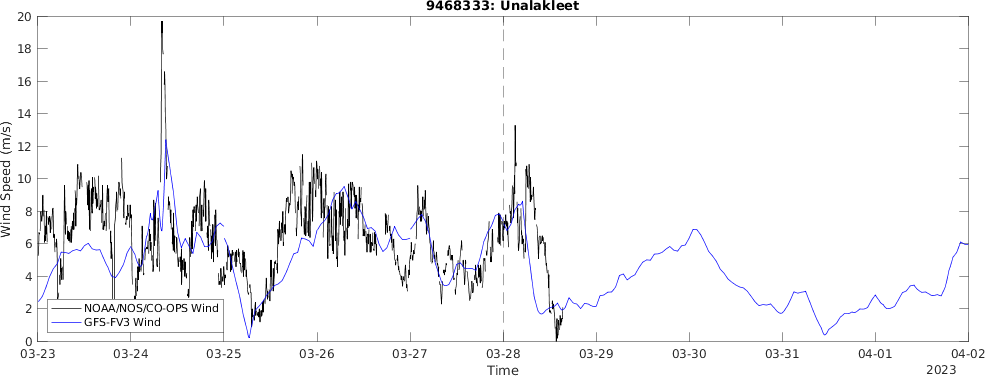 9468333: Unalakleet
Wind Speed (m/s)
20
18
16
14
12
10
8
6
4
2
0
NOAA/NOS/CO-OPS Wind
GFS-FV3 Wind
03-23 03-24 03-25 03-26 03-27 03-28 03-29 03-30 03-31 04-01 04-02
Time
2023